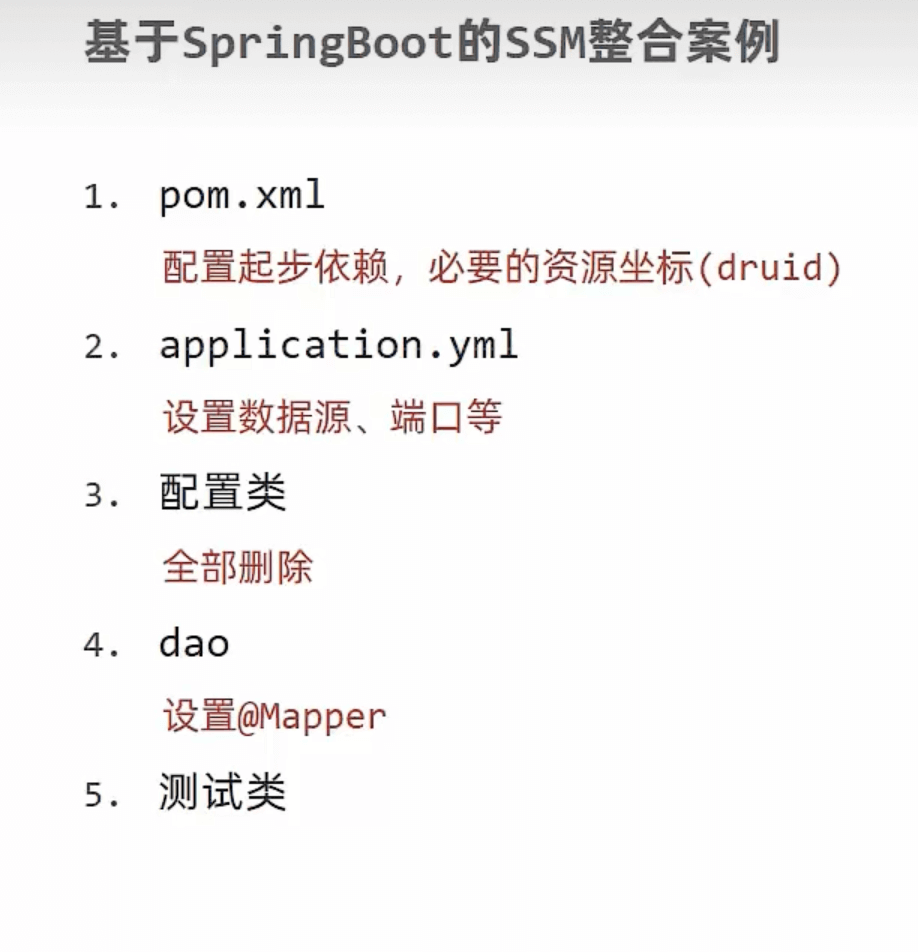 基于SpringBoot的SSM整合案例
1. pom.xml
配置起步依赖，必要的资源坐标(druid)
2. application.yml
设置数据源、端口等
3. 配置类
全部删除
4. dao
设置@Mapper
5. 测试类